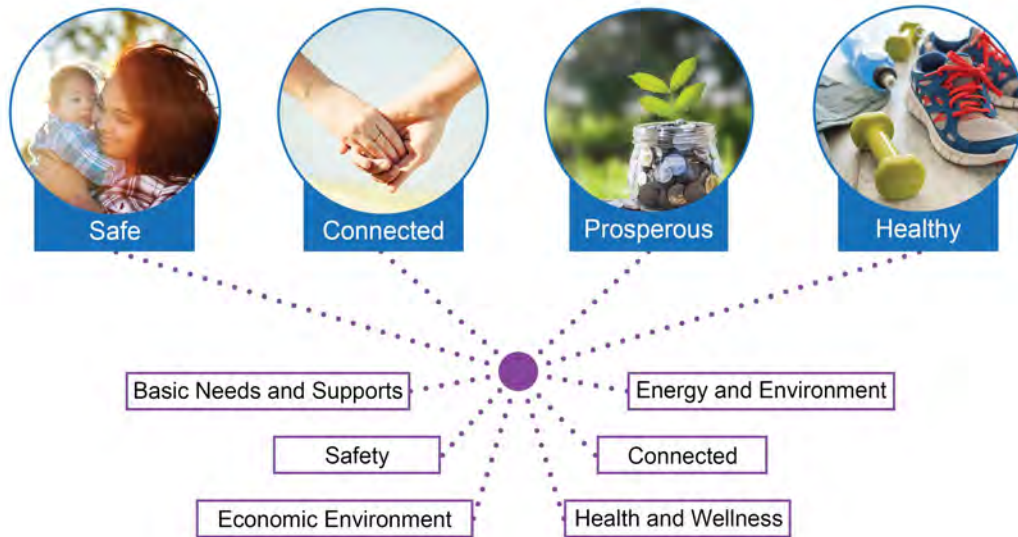 Safe
Connected
Prosperous
Healthy
Basic Needs and Supports
Energy and Environment
Safety
Connected
Economic Environment
Health and Wellness